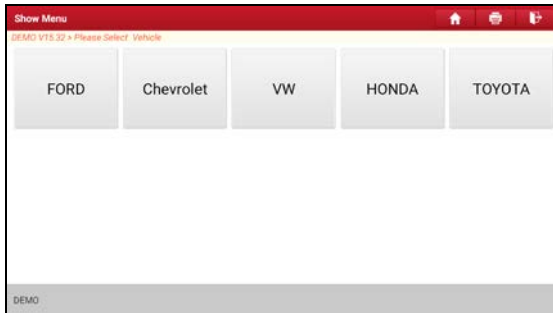 Show Menu
DEMO V15.32 > Please Select Vehicle
FORD Chevrolet VW HONDA TOYOTA
DEMO